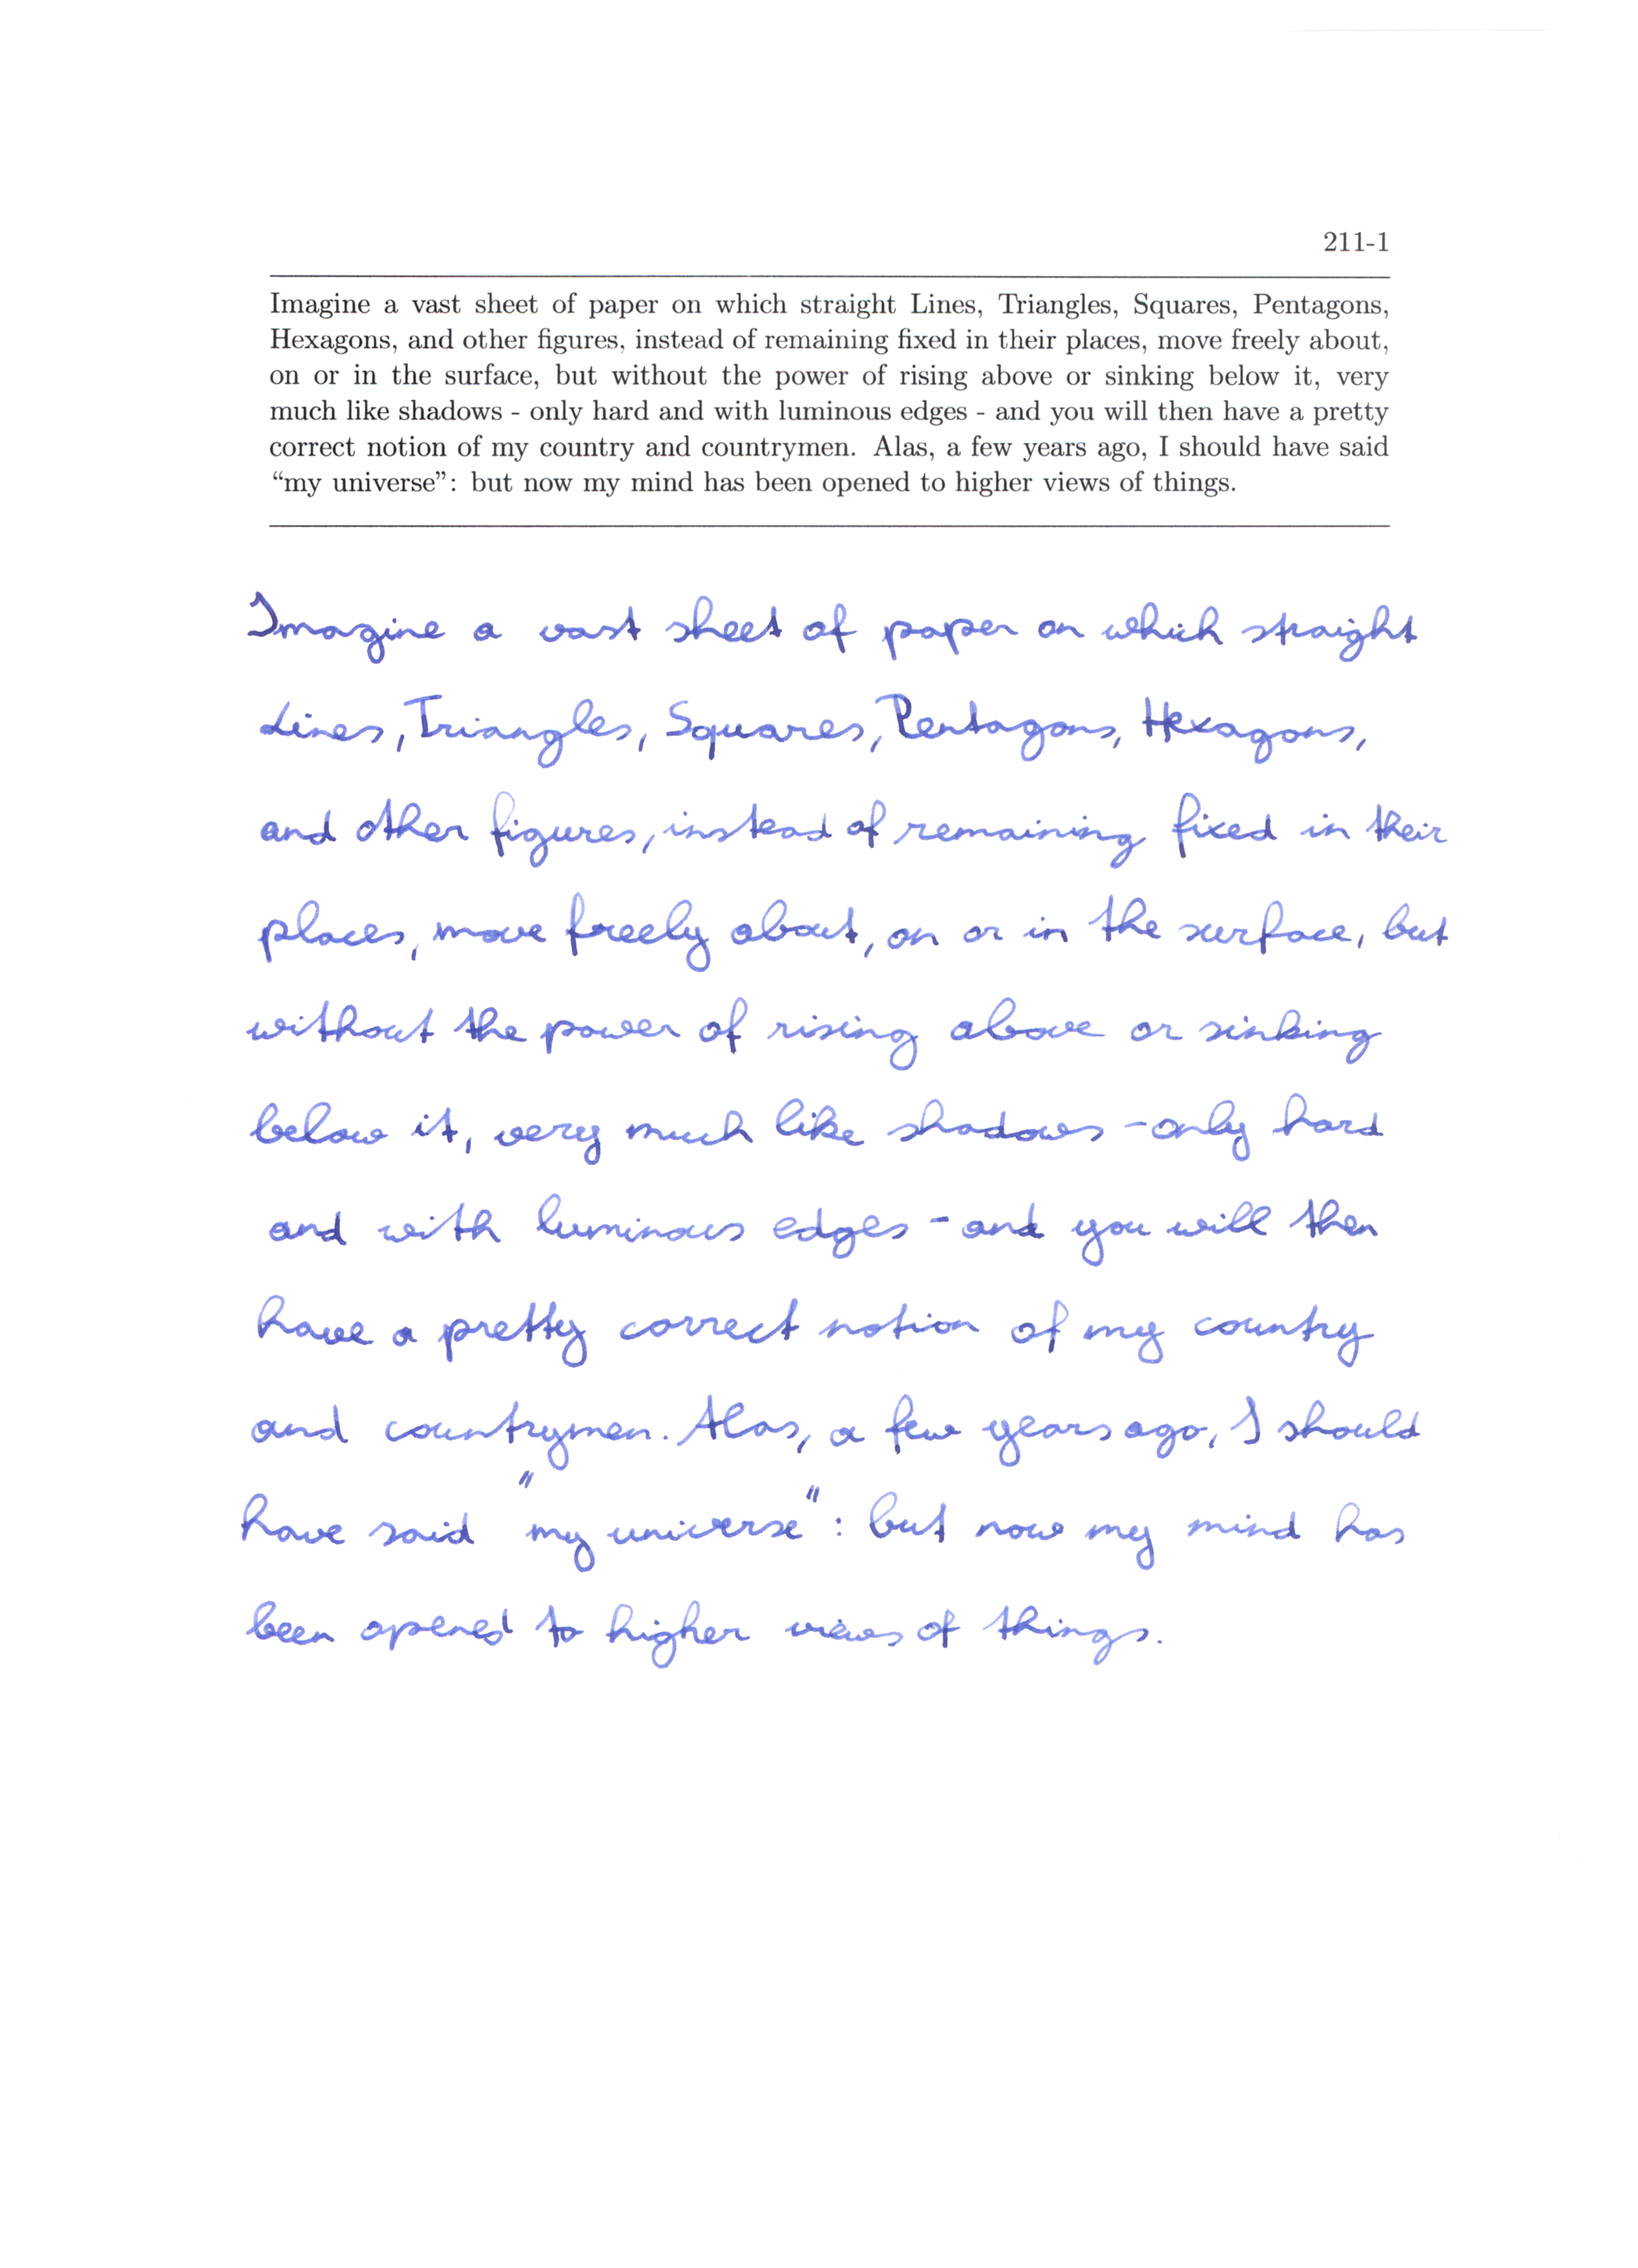 211-1
Imagine a vast sheet of paper on which straight Lines, Triangles, Squares, Pentagons,
Hexagons, and other figures, instead of remaining fixed in their places, move freely about,
on or in the surface, but without the power of rising above or sinking below it, very
much like shadows - only hard and with luminous edges - and you will then have a pretty
correct notion of my country and countrymen. Alas, a few years ago, I should have said
“my universe”: but now my mind has been opened to higher views of things.
Imagine a vast sheet of paper on which straight
Lines, Triangles, Squares, Pentagons, Hexagons,
and other figures, instead of remaining fixed in their
places, move freely about, on or in the surface, but
without the power of rising above or sinking
below it, very much like shadows - only hard
and with luminous edges - and you will then
have a pretty correct notion of my country
and countrymen. Alas, a few years ago, I should
have said "my universe": but now my mind has
been opened to higher views of things.